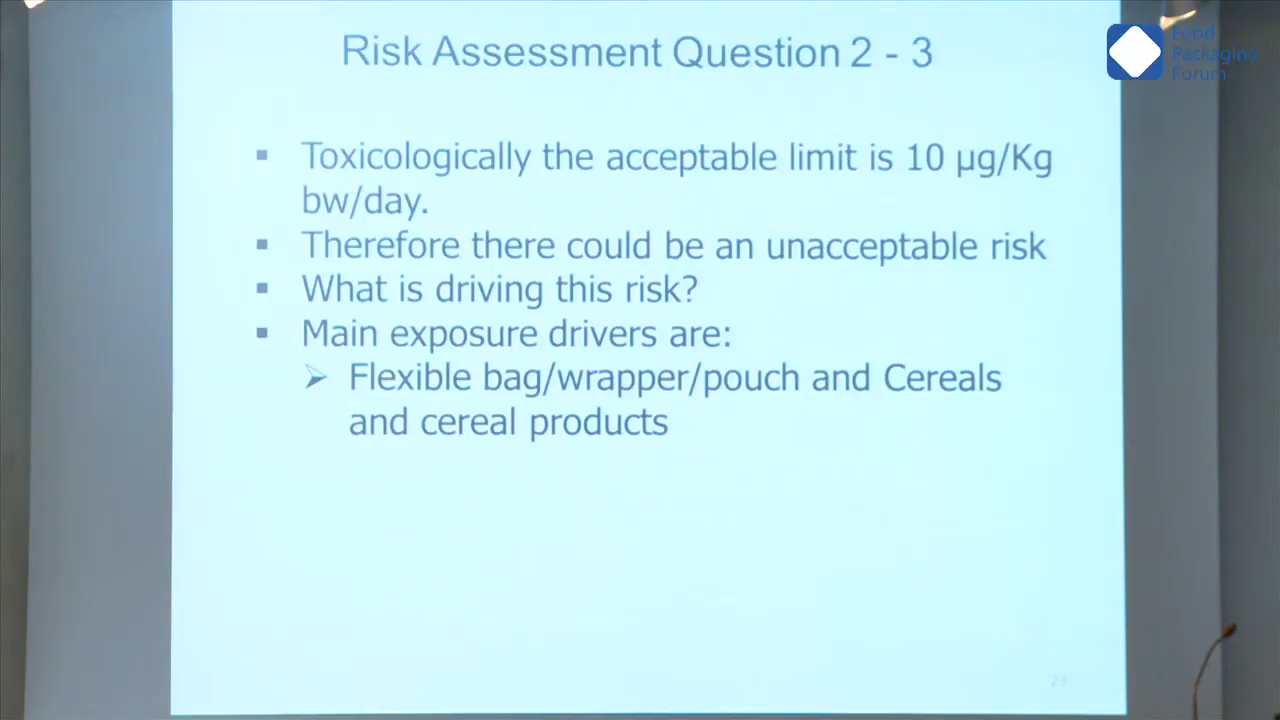 Risk Assessment Question 2 - 3
Food
Packaging
Forum
▪ Toxicologically the acceptable limit is 10 µg/Kg
bw/day.
▪ Therefore there could be an unacceptable risk
▪ What is driving this risk?
▪ Main exposure drivers are:
➢ Flexible bag/wrapper/pouch and Cereals
and cereal products
23